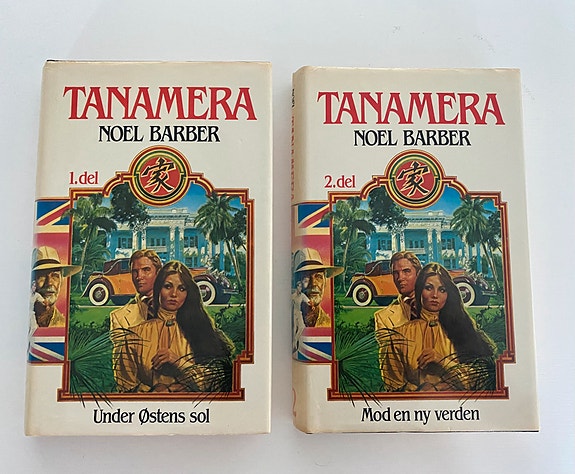 TANAMERA
NOEL BARBER
1. del
家
Under Østens sol
TANAMERA
NOEL BARBER
2. del
家
Mod en ny verden